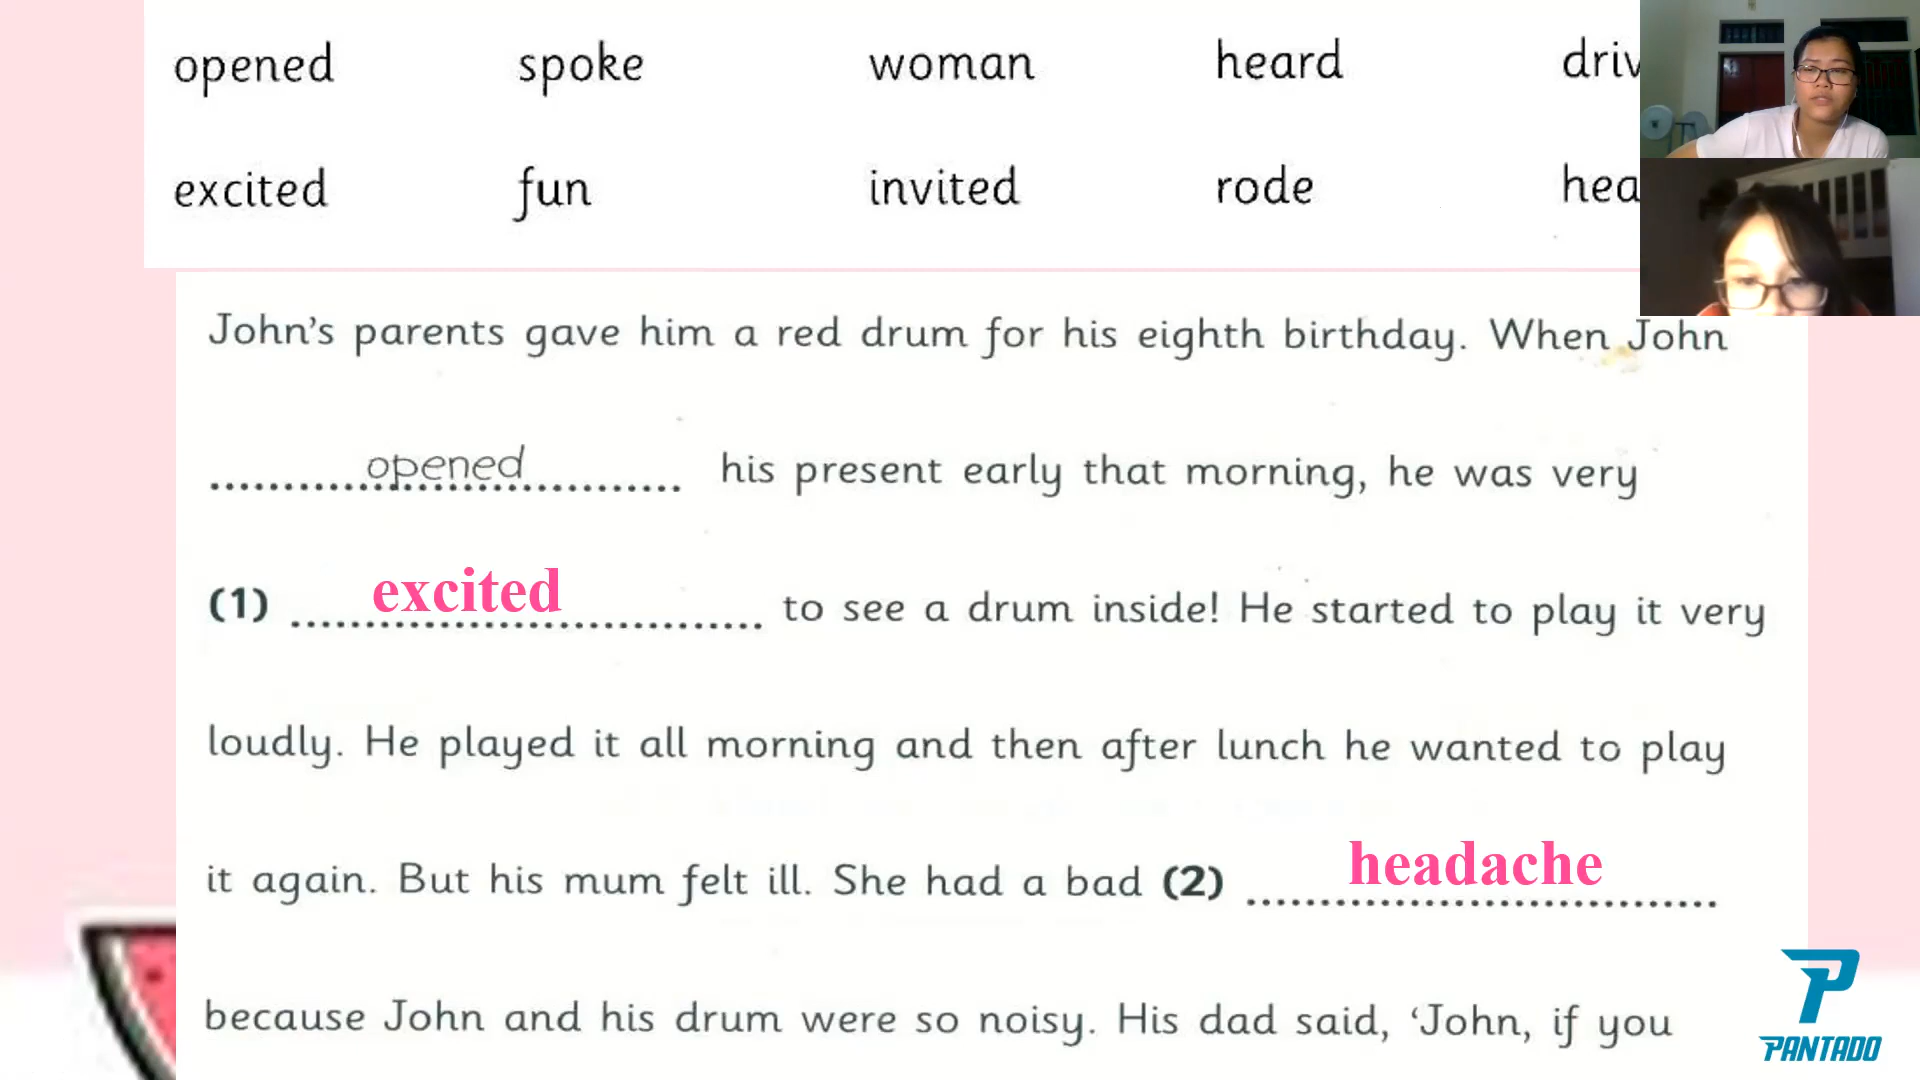 opened spoke woman heard driv
excited fun invited rode hea
John's parents gave him a red drum for his eighth birthday. When John
opened his present early that morning, he was very
(1) excited to see a drum inside! He started to play it very
loudly. He played it all morning and then after lunch he wanted to play
it again. But his mum felt ill. She had a bad (2) headache
because John and his drum were so noisy. His dad said, 'John, if you
PANTADO